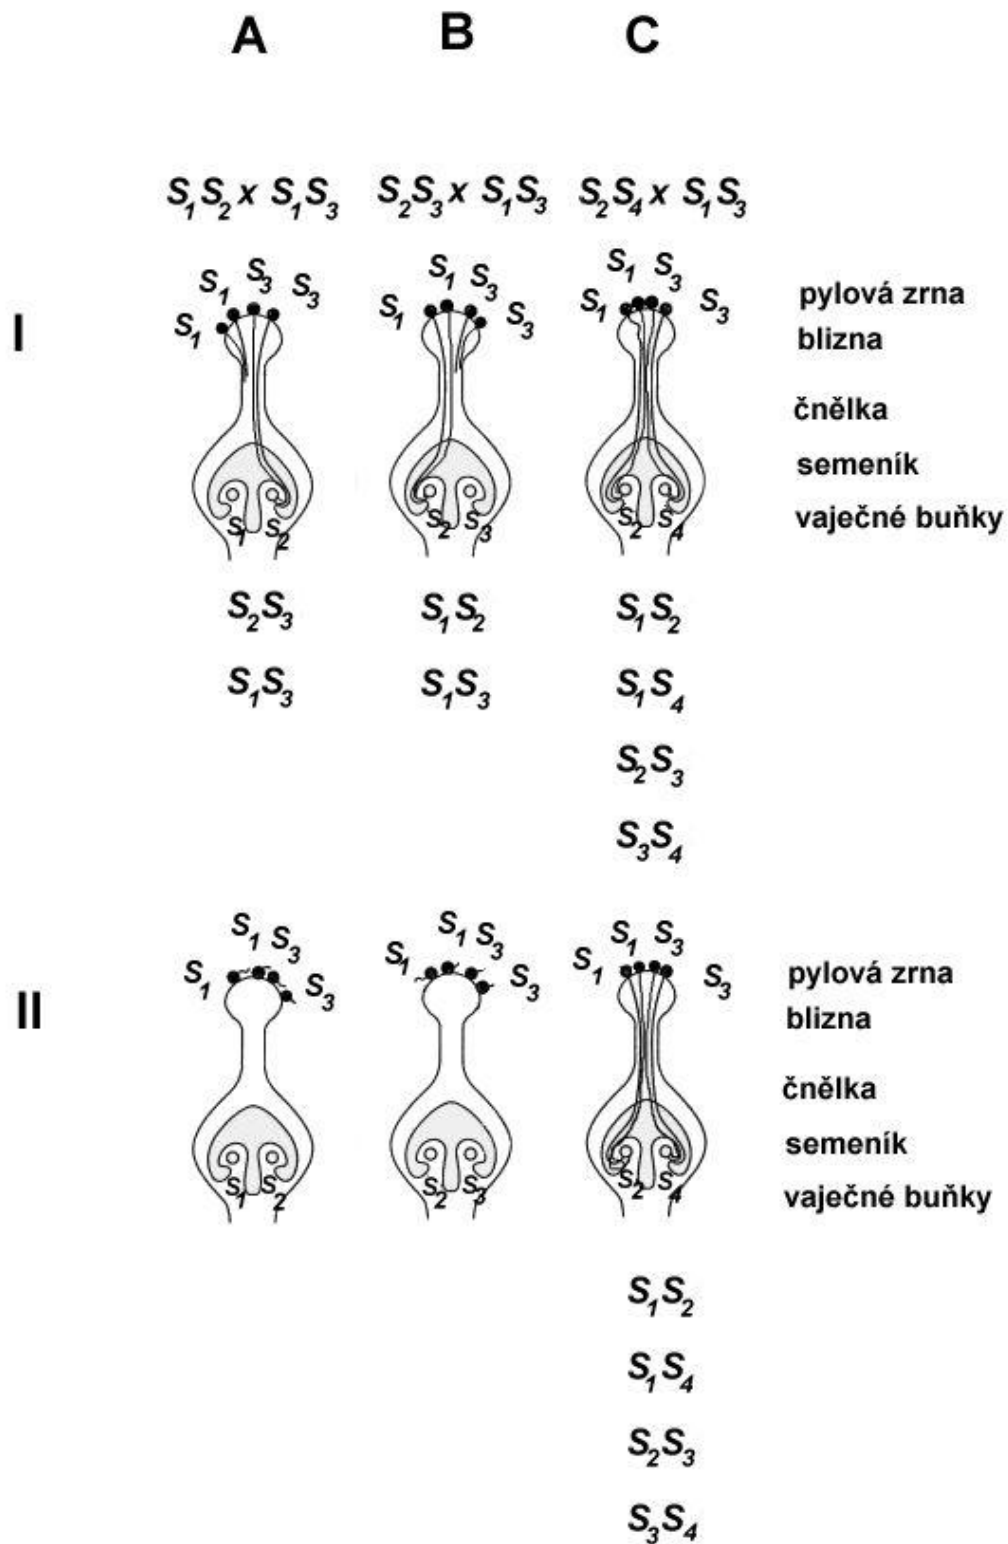 A B C
S₁S₂ x S₁S₃ S₂S₃ x S₁S₃ S₂S₄ x S₁S₃
I
S₁ S₁ S₃ S₃
S₁ S₁ S₃ S₃
S₁ S₁ S₃ S₃
pylová zrna
blizna
čnělka
semeník
vaječné buňky
S₁ S₂ S₂ S₃ S₂ S₄
S₂S₃ S₁S₂ S₁S₂
S₁S₃ S₁S₃ S₁S₄
S₂S₃
S₃S₄
II
S₁ S₁ S₃ S₃
S₁ S₁ S₃ S₃
S₁ S₁ S₃ S₃
pylová zrna
blizna
čnělka
semeník
vaječné buňky
S₁ S₂ S₂ S₃ S₂ S₄
S₁S₂
S₁S₄
S₂S₃
S₃S₄